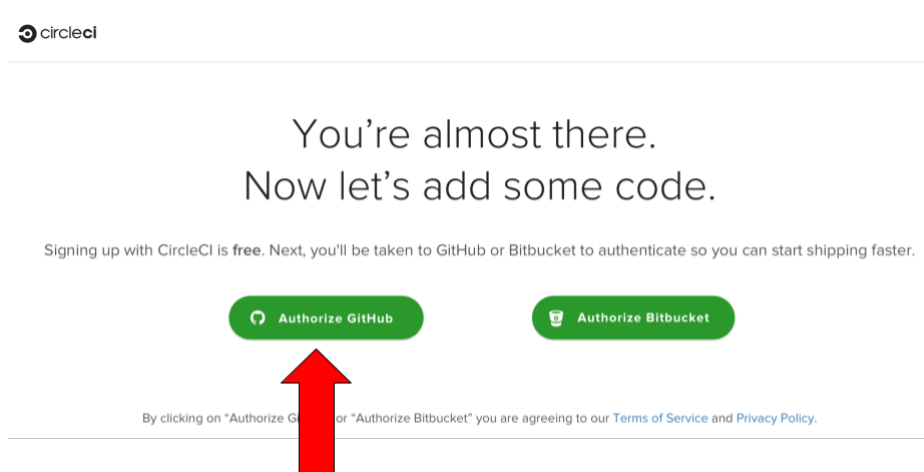 circleci
You're almost there.
Now let's add some code.
Signing up with CircleCI is free. Next, you'll be taken to GitHub or Bitbucket to authenticate so you can start shipping faster.
Authorize GitHub
Authorize Bitbucket
By clicking on "Authorize G or "Authorize Bitbucket" you are agreeing to our Terms of Service and Privacy Policy.